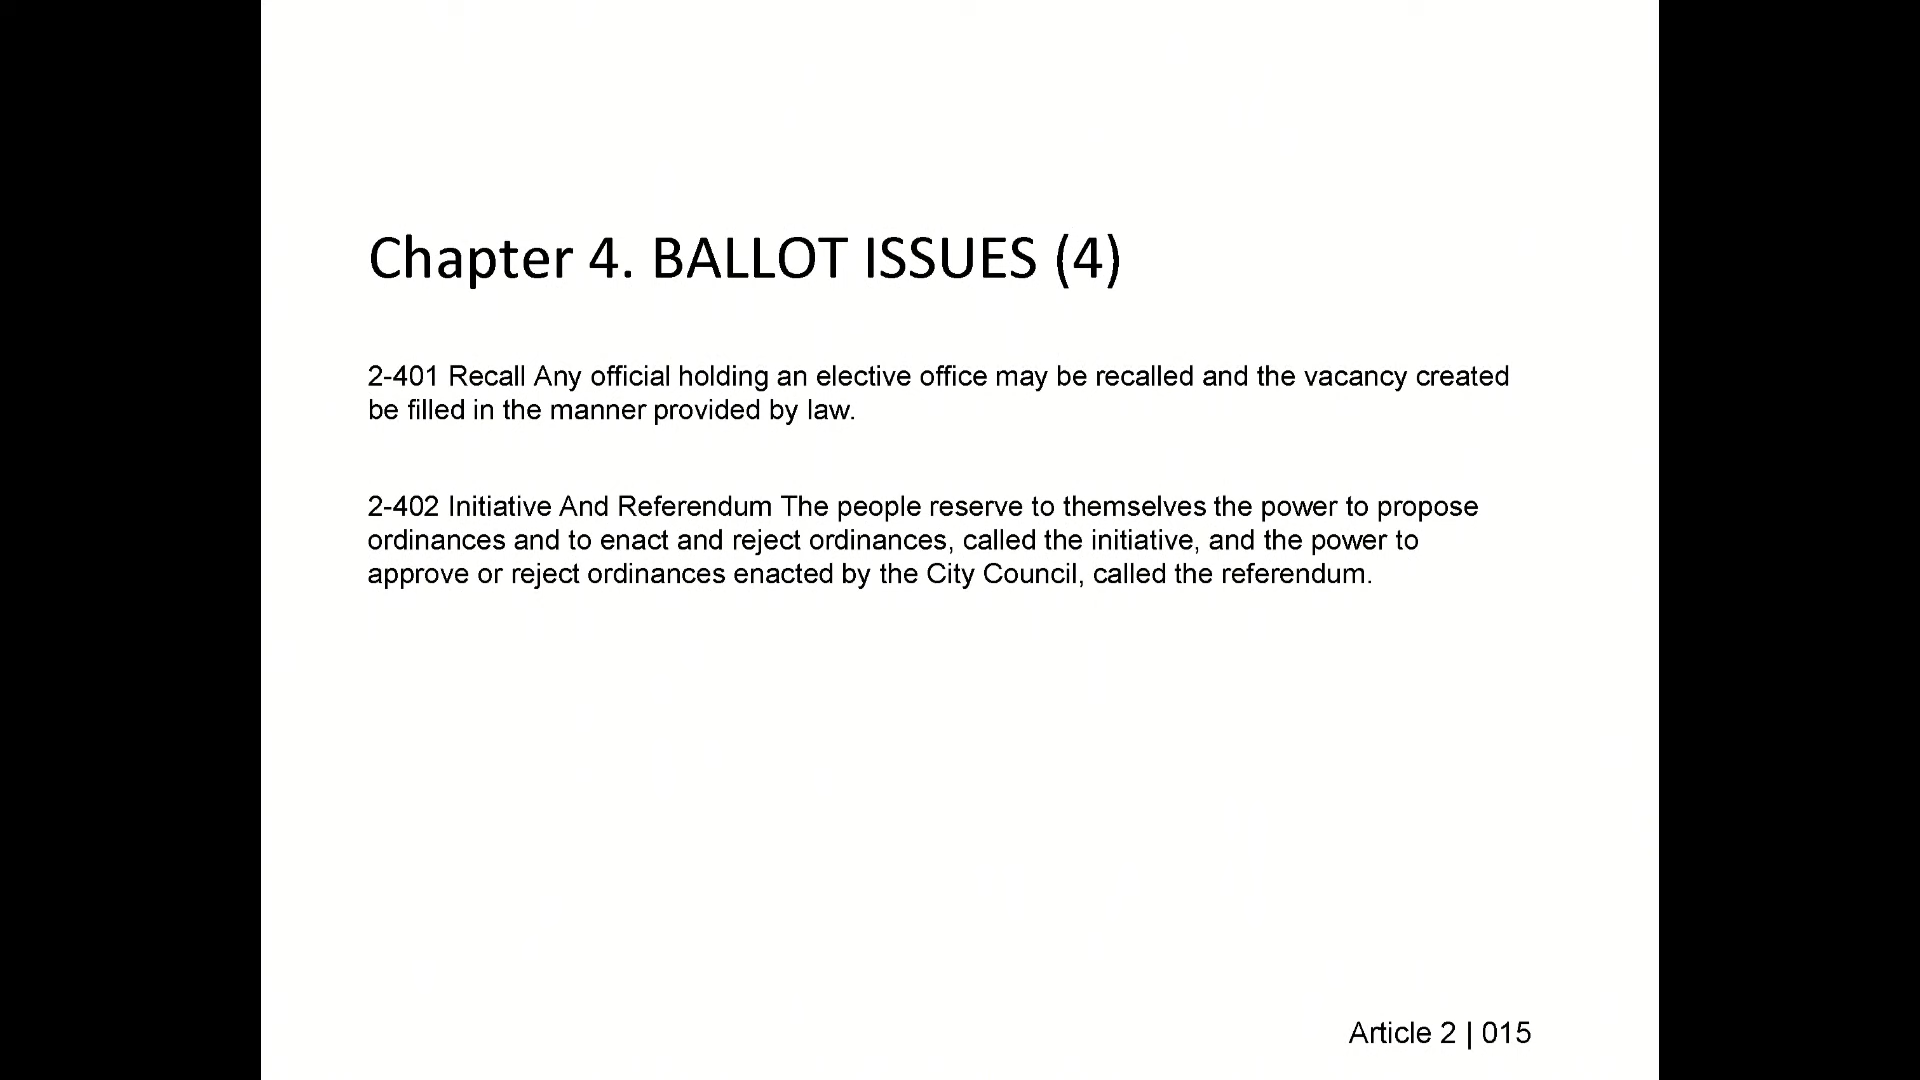 Chapter 4. BALLOT ISSUES (4)
2-401 Recall Any official holding an elective office may be recalled and the vacancy created
be filled in the manner provided by law.
2-402 Initiative And Referendum The people reserve to themselves the power to propose
ordinances and to enact and reject ordinances, called the initiative, and the power to
approve or reject ordinances enacted by the City Council, called the referendum.
Article 2 | 015